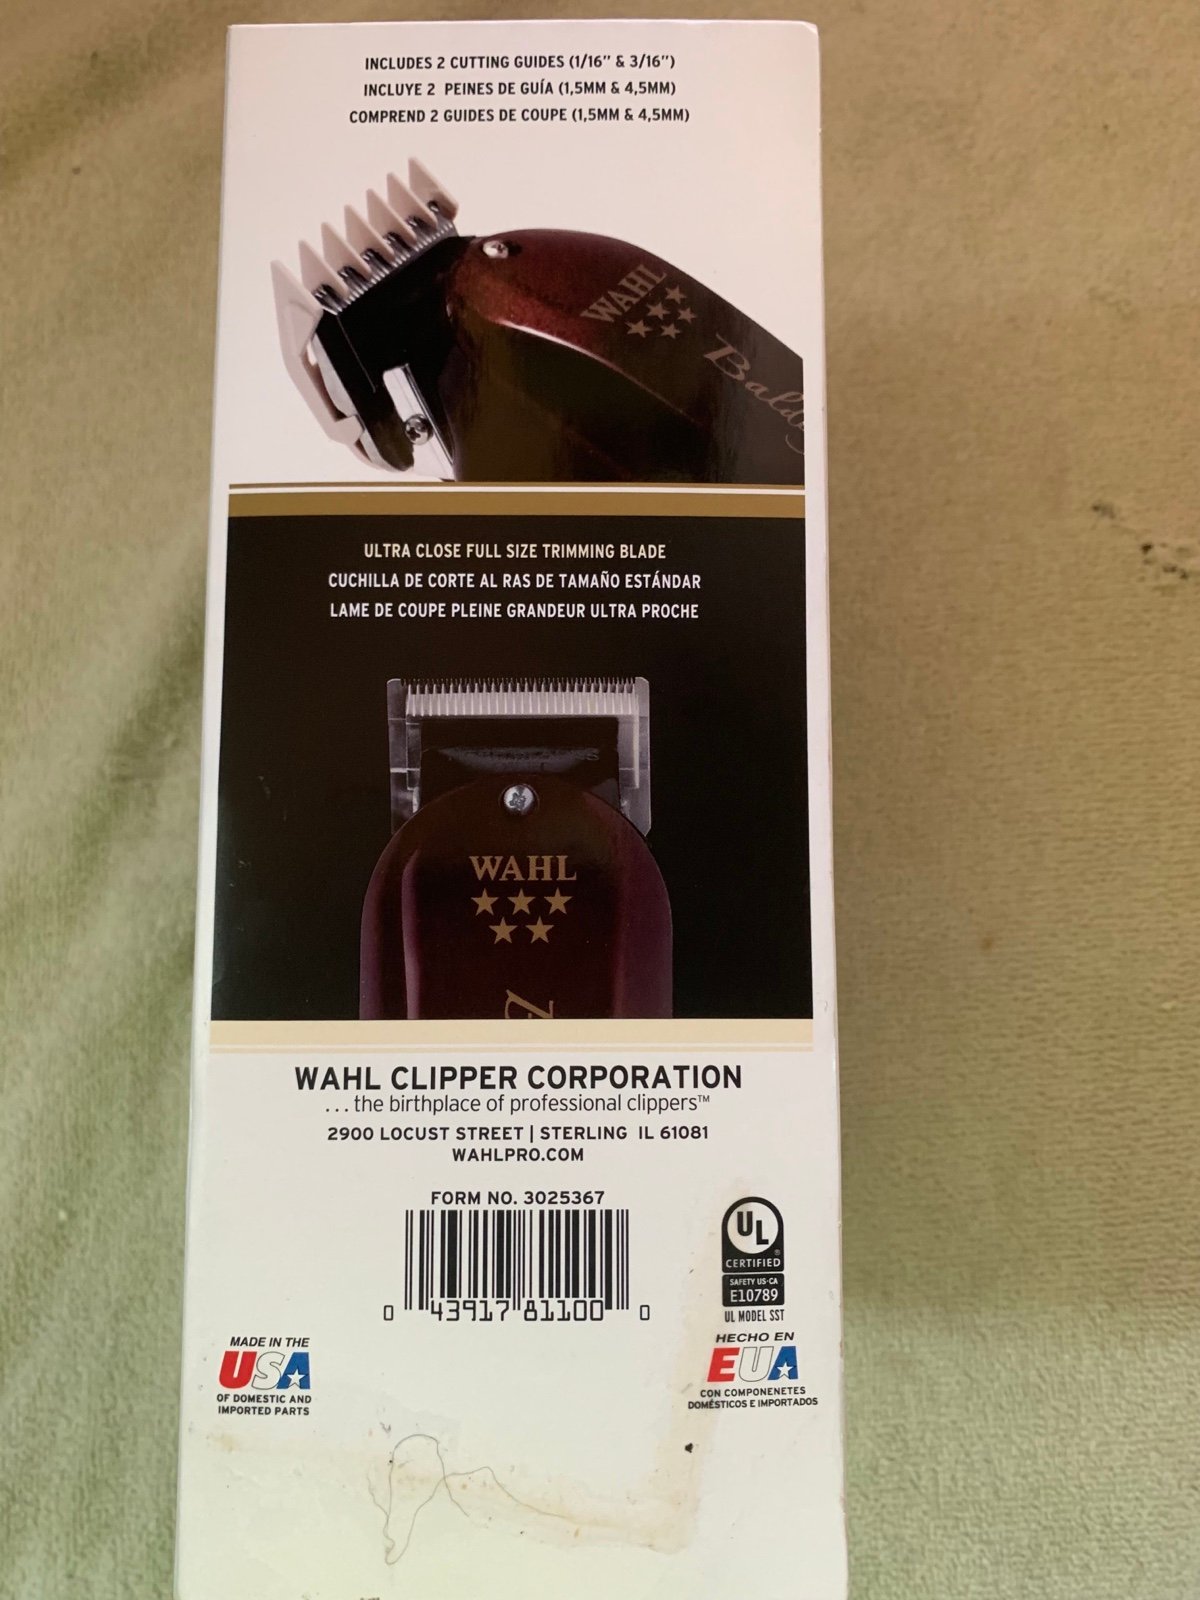 INCLUDES 2 CUTTING GUIDES (1/16" & 3/16")
INCLUYE 2 PEINES DE GUÍA (1,5MM & 4,5MM)
COMPREND 2 GUIDES DE COUPE (1,5MM & 4,5MM)
WAHL
ULTRA CLOSE FULL SIZE TRIMMING BLADE
CUCHILLA DE CORTE AL RAS DE TAMAÑO ESTÁNDAR
LAME DE COUPE PLEINE GRANDEUR ULTRA PROCHE
WAHL
WAHL CLIPPER CORPORATION
...the birthplace of professional clippers™
2900 LOCUST STREET | STERLING IL 61081
WAHLPRO.COM
FORM NO. 3025367
0 43917 81100 0
UL ®
CERTIFIED
SAFETY US-CA
E10789
UL MODEL SST
MADE IN THE
USA
OF DOMESTIC AND
IMPORTED PARTS
HECHO EN
EUA
CON COMPONENETES
DOMÉSTICOS E IMPORTADOS